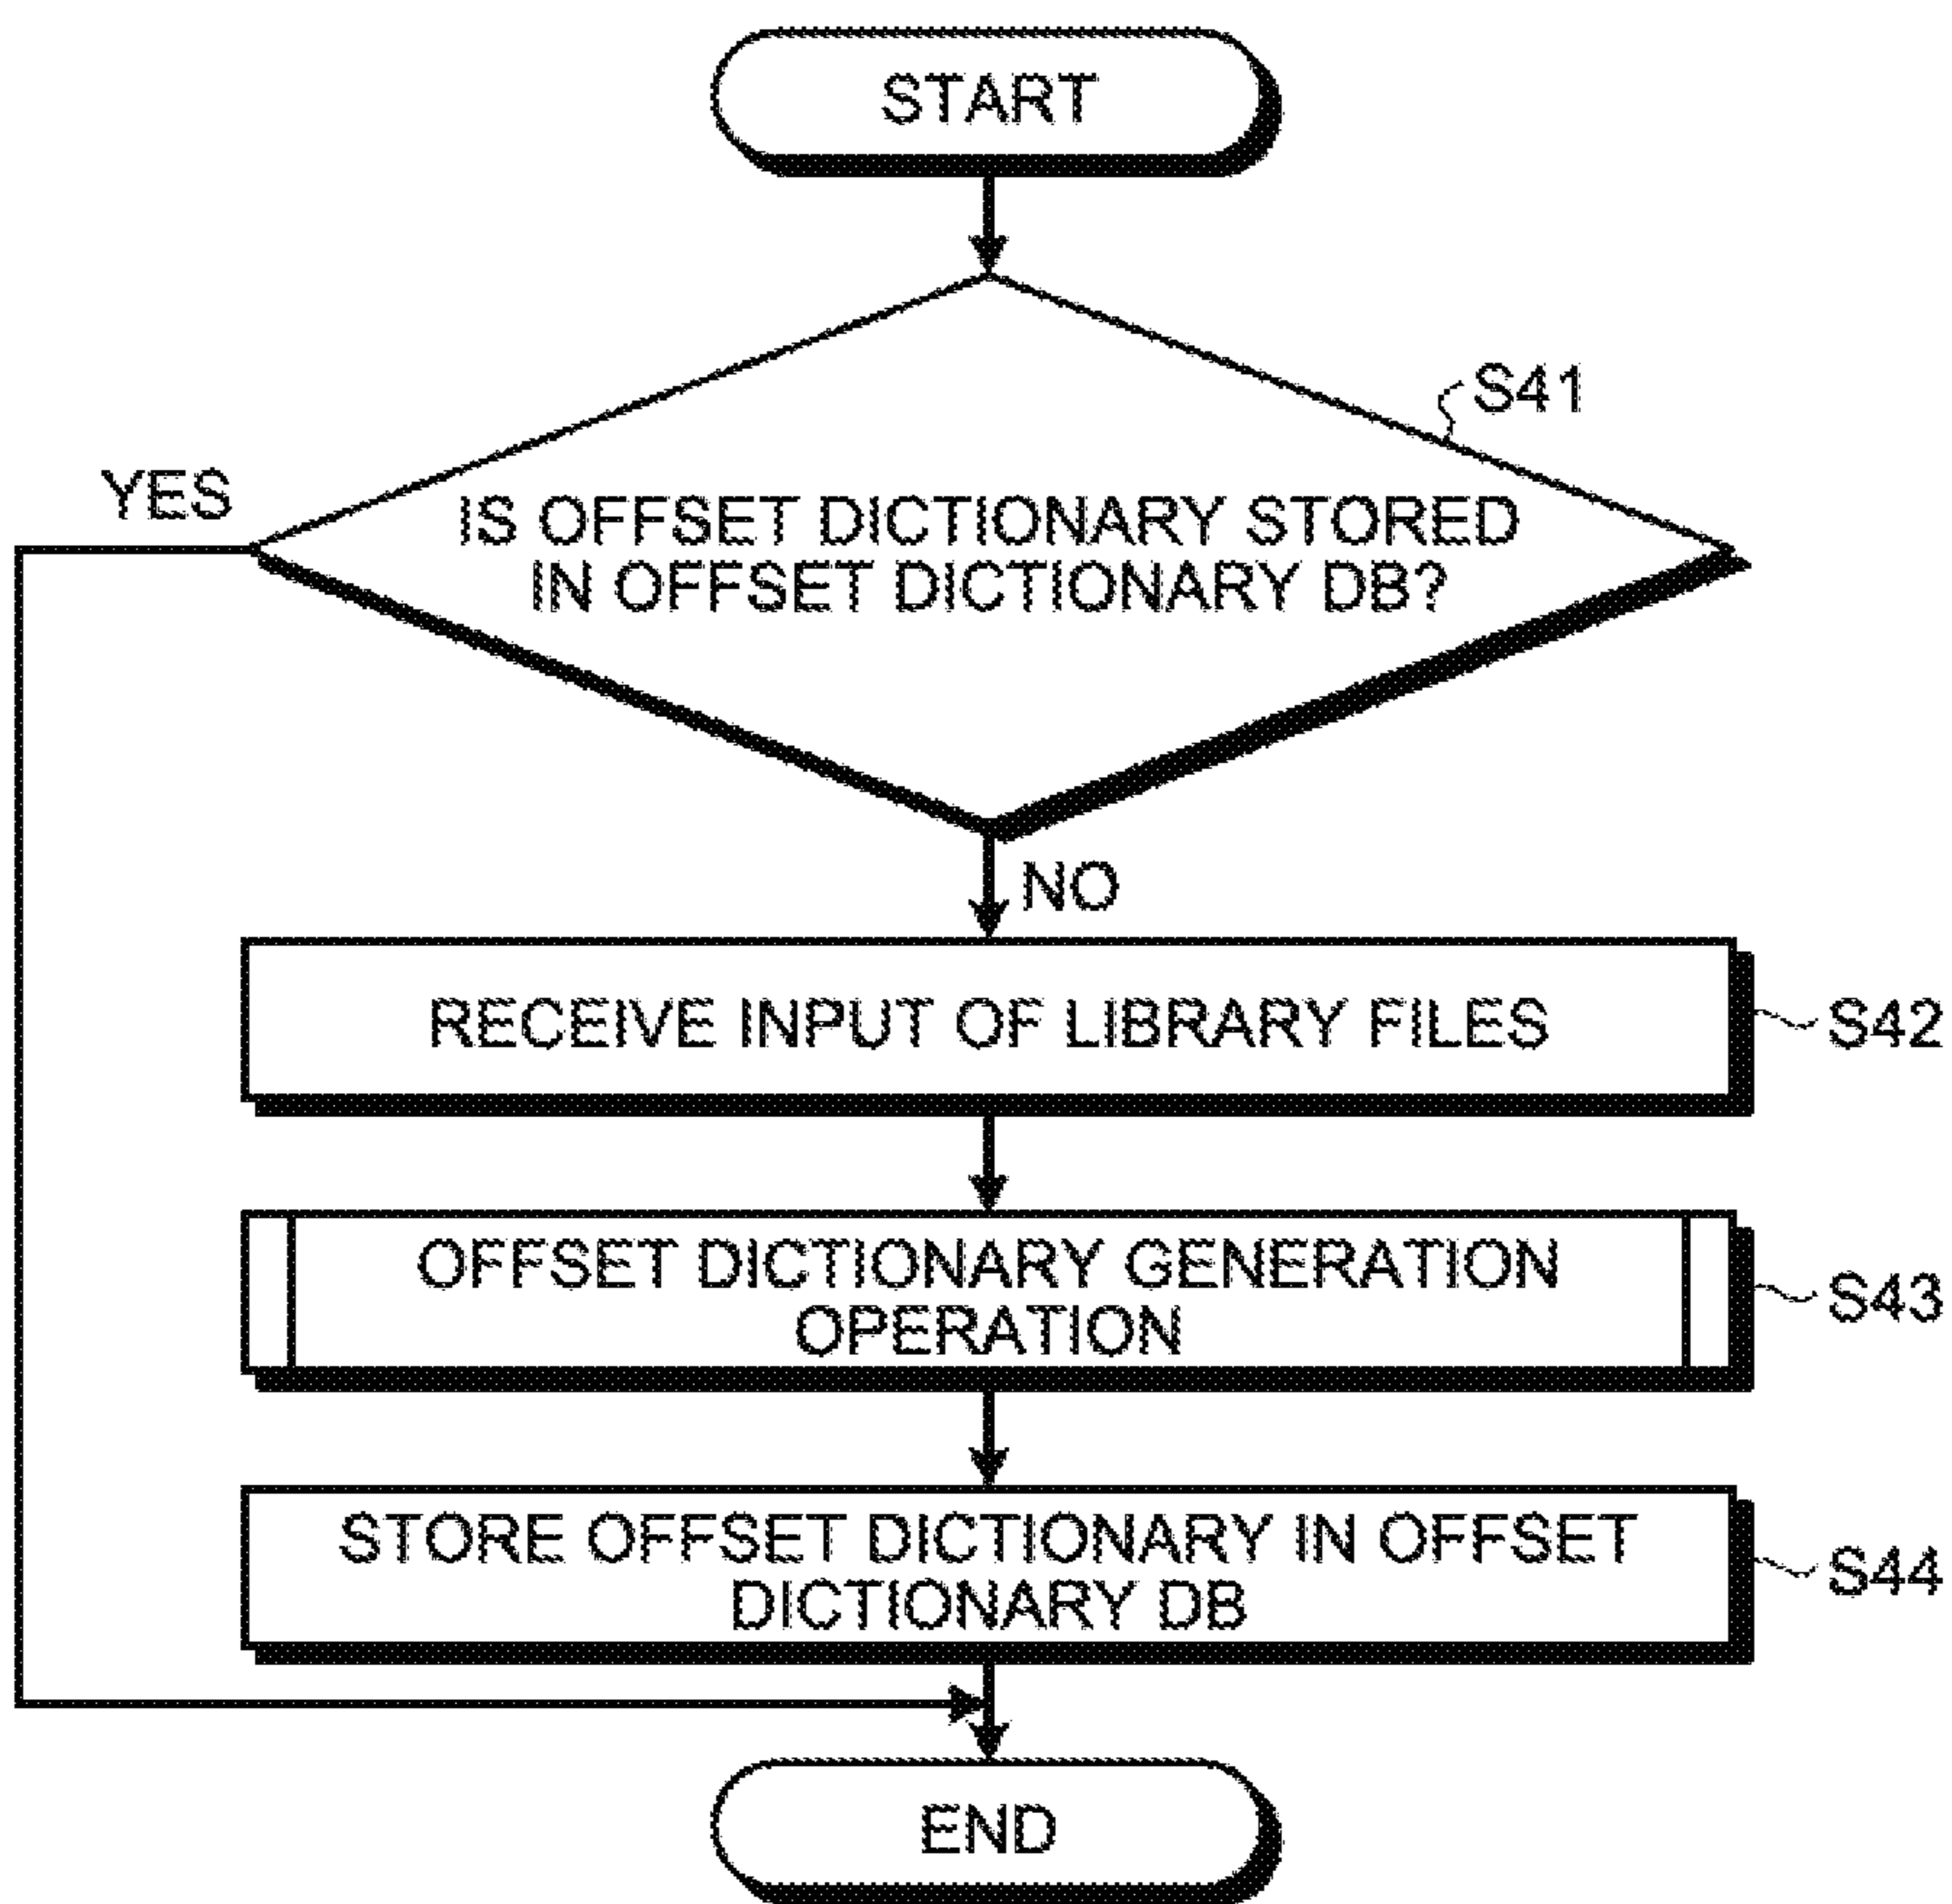 START
S41
YES
IS OFFSET DICTIONARY STORED
IN OFFSET DICTIONARY DB?
NO
RECEIVE INPUT OF LIBRARY FILES
S42
OFFSET DICTIONARY GENERATION
OPERATION
S43
STORE OFFSET DICTIONARY IN OFFSET
DICTIONARY DB
S44
END